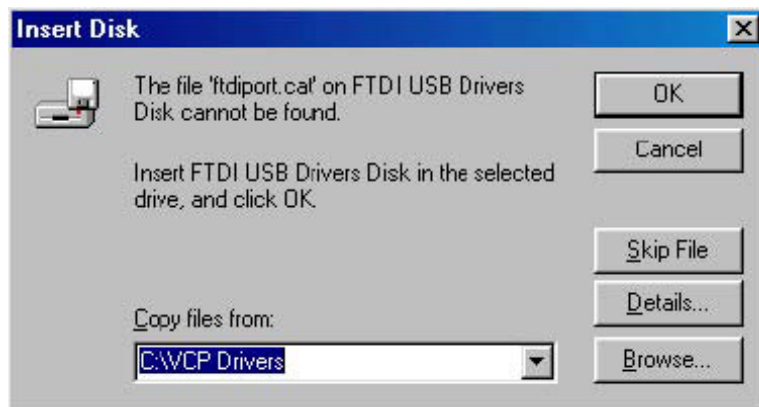 Insert Disk
The file 'ftdiport.cat' on FTDI USB Drivers
Disk cannot be found.
Insert FTDI USB Drivers Disk in the selected
drive, and click OK.
Copy files from:
C:\VCP Drivers
OK
Cancel
Skip File
Details...
Browse...